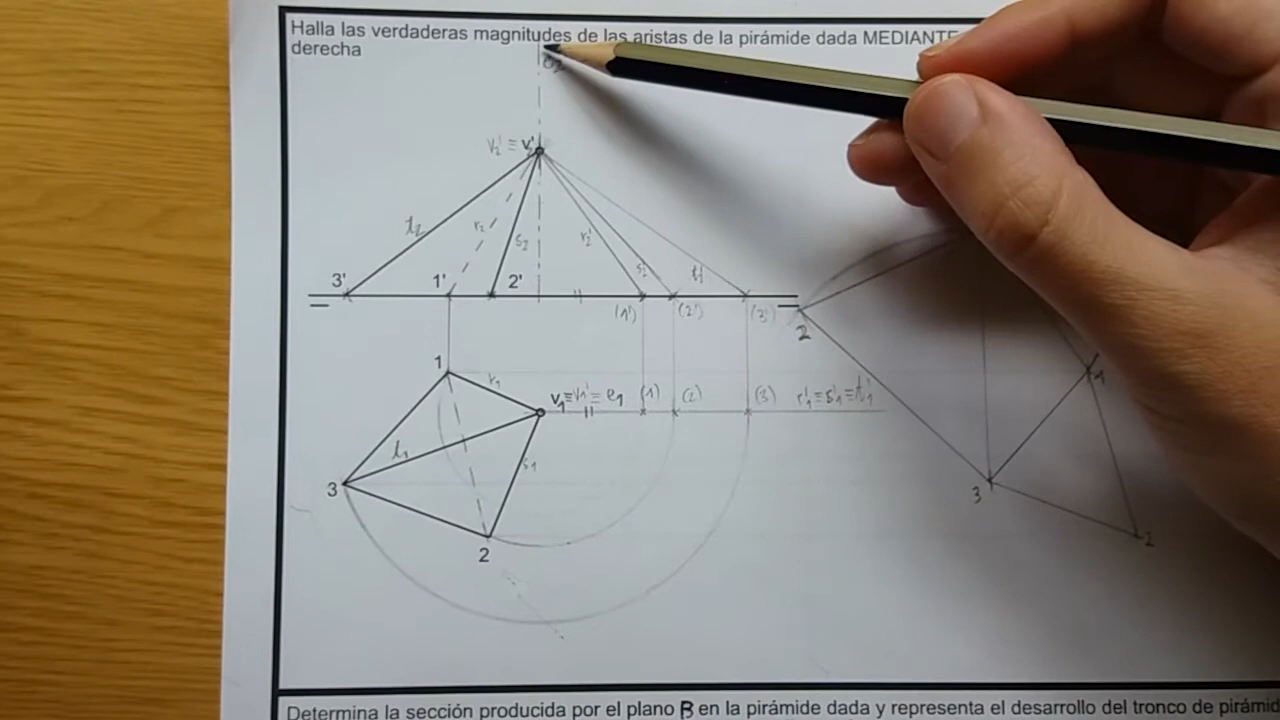 Halla las verdaderas magnitudes de las aristas de la pirámide dada MEDIANTE
derecha
e₂
v₂' ≡ v'
t₂
r₂
s₂
r₂'
s₂'
t₂'
3'
1'
2'
(1')
(2')
(3')
2
1
r₁
v₁≡v₁'≡e₁
(1)
(2)
(3)
r₁'≡s₁'≡t₁'
t₁
s₁
1
3
3
2
2
Determina la sección producida por el plano B en la pirámide dada y representa el desarrollo del tronco de